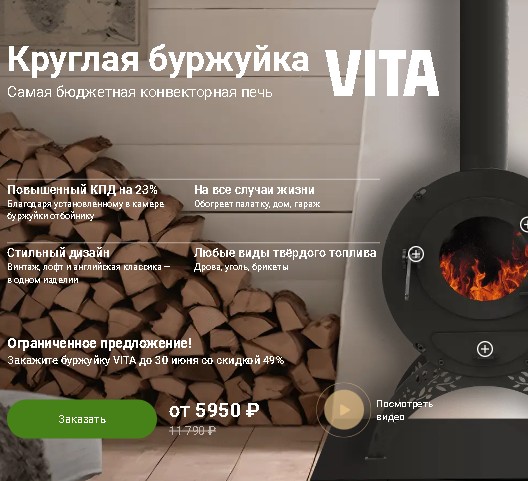 Круглая буржуйка
VITA
Самая бюджетная конвекторная печь
Повышенный КПД на 23%
Благодаря установленному в камере
буржуйки отбойнику
На все случаи жизни
Обогреет палатку, дом, гараж
Стильный дизайн
Винтаж, лофт и английская классика –
в одном изделии
Любые виды твёрдого топлива
Дрова, уголь, брикеты
Ограниченное предложение!
Закажите буржуйку VITA до 30 июня со скидкой 49%
Заказать
от 5950 ₽
11 790 ₽
Посмотреть
видео